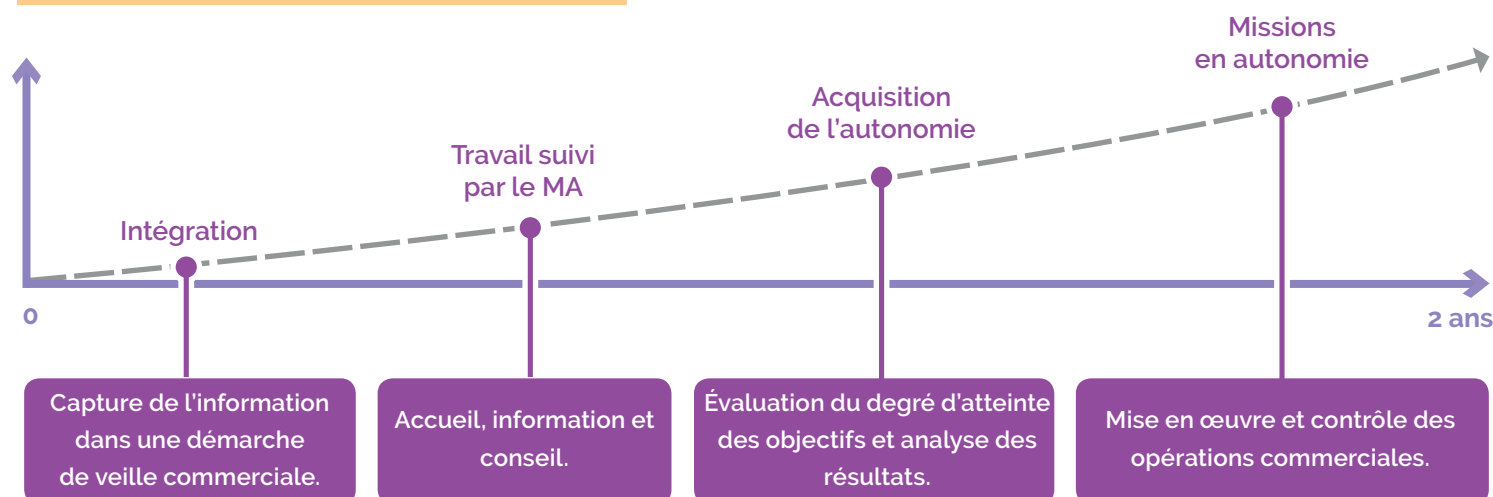 Missions
en autonomie
Acquisition
de l'autonomie
Travail suivi
par le MA
Intégration
0
2 ans
Capture de l'information
dans une démarche
de veille commerciale.
Accueil, information et
conseil.
Évaluation du degré d'atteinte
des objectifs et analyse des
résultats.
Mise en œuvre et contrôle des
opérations commerciales.